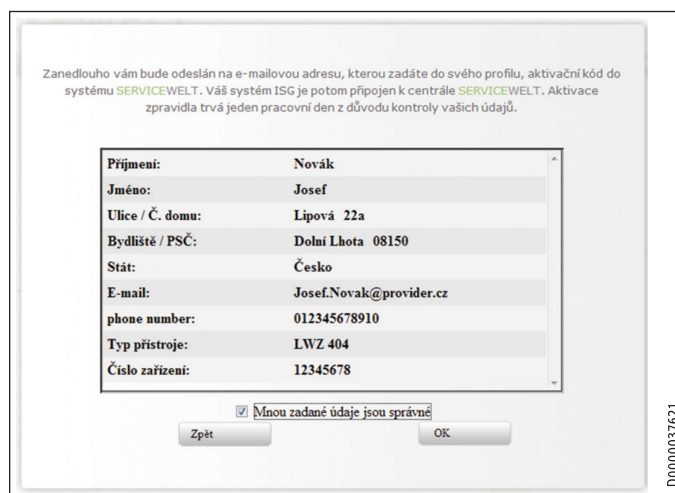 Zanedlouho vám bude odeslán na e-mailovou adresu, kterou zadáte do svého profilu, aktivační kód do
systému SERVICEWELT. Váš systém ISG je potom připojen k centrále SERVICEWELT. Aktivace
zpravidla trvá jeden pracovní den z důvodu kontroly vašich údajů.
Příjmení: Novák
Jméno: Josef
Ulice / Č. domu: Lipová 22a
Bydliště / PSČ: Dolní Lhota 08150
Stát: Česko
E-mail: Josef.Novak@provider.cz
phone number: 012345678910
Typ přístroje: LWZ 404
Číslo zařízení: 12345678
Mnou zadané údaje jsou správné
Zpět OK
D0000037621